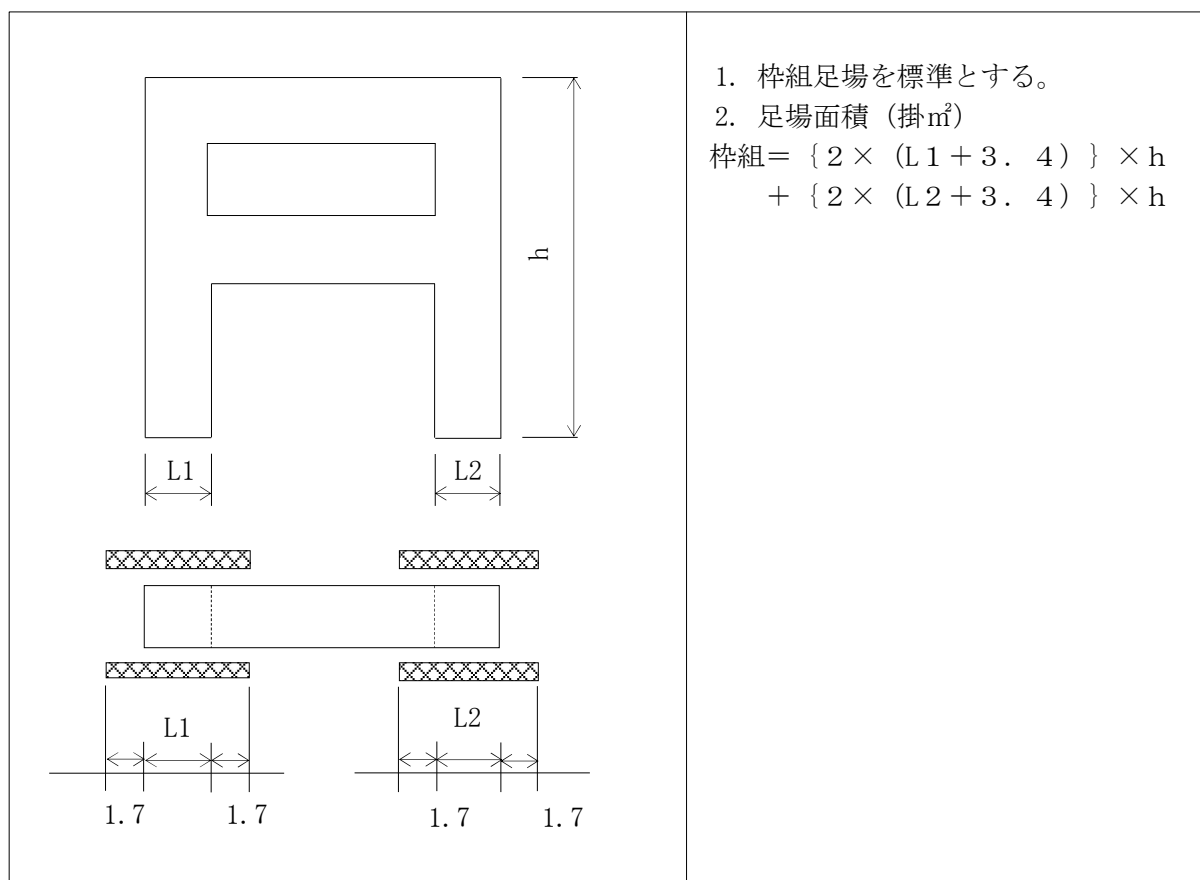 1. 枠組足場を標準とする。
2. 足場面積（掛㎡）
枠組＝｛２×（L１＋３．４）｝×ｈ
＋｛２×（L２＋３．４）｝×ｈ
h
L1
L2
L1
L2
1.7
1.7
1.7
1.7